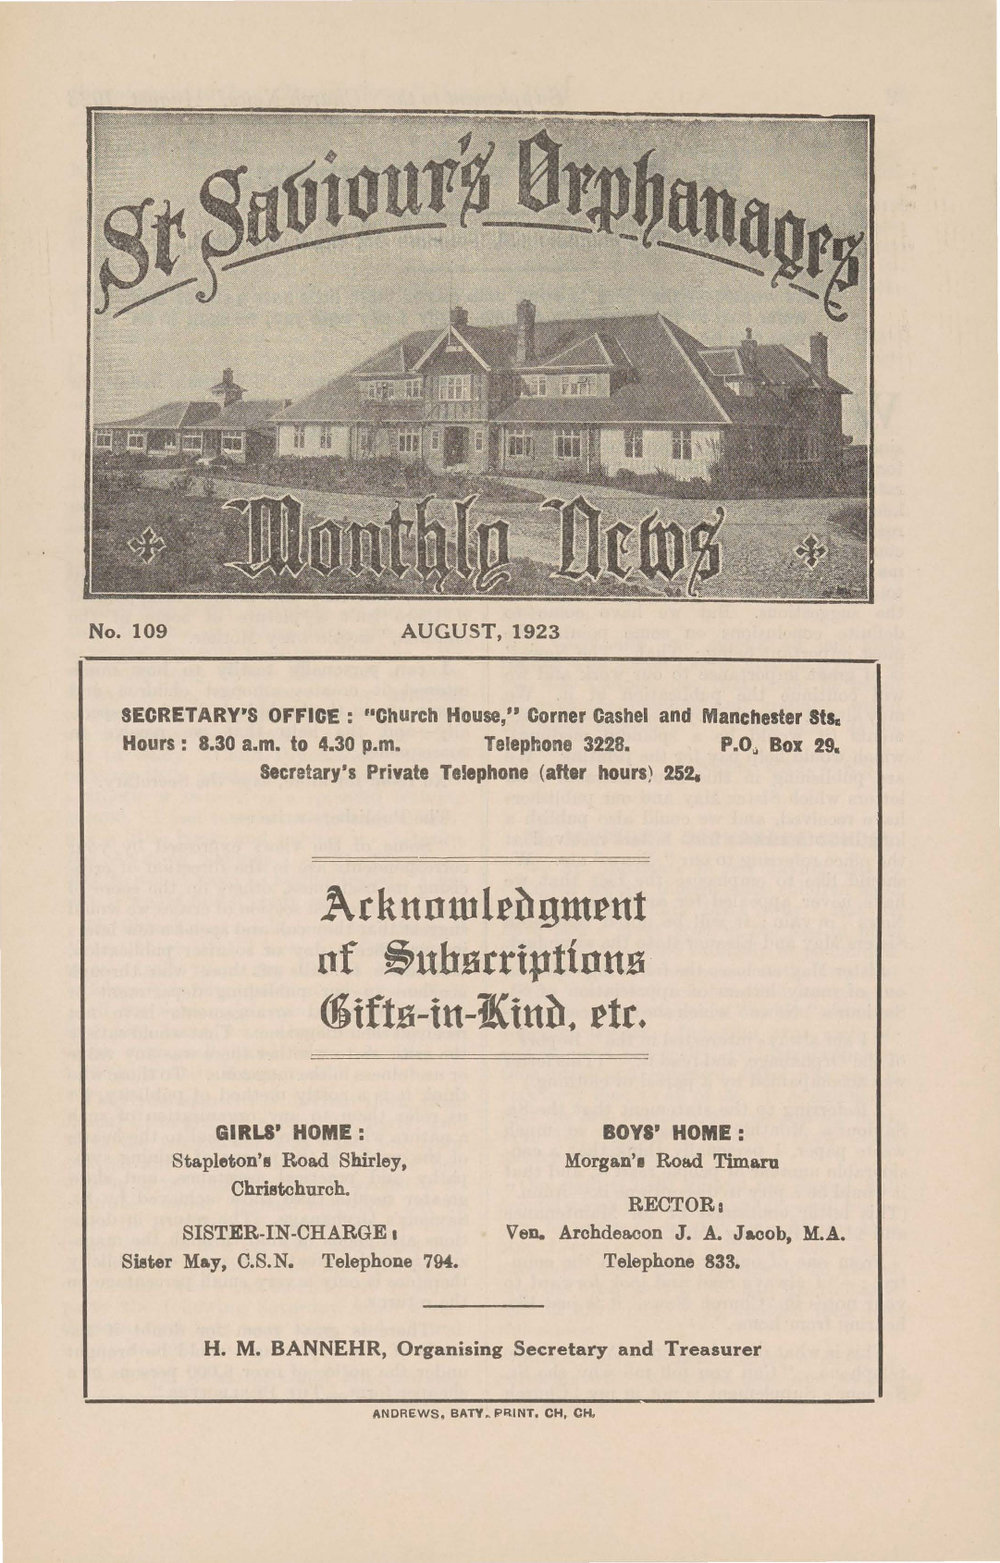 St Saviour's Orphanages
Monthly News
No. 109 AUGUST, 1923
SECRETARY'S OFFICE : "Church House," Corner Cashel and Manchester Sts.
Hours : 8.30 a.m. to 4.30 p.m. Telephone 3228. P.O. Box 29.
Secretary's Private Telephone (after hours) 252.
Acknowledgment
of Subscriptions
Gifts-in-Kind, etc.
GIRLS' HOME :
Stapleton's Road Shirley,
Christchurch.
SISTER-IN-CHARGE :
Sister May, C.S.N. Telephone 794.
BOYS' HOME :
Morgan's Road Timaru
RECTOR:
Ven. Archdeacon J. A. Jacob, M.A.
Telephone 833.
H. M. BANNEHR, Organising Secretary and Treasurer
ANDREWS, BATY. PRINT. CH, CH.